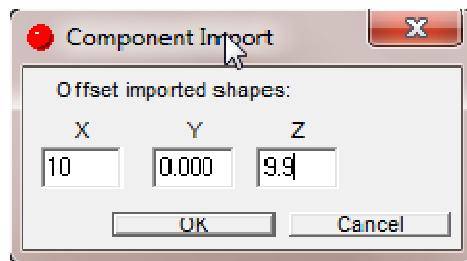 Component Import
Offset imported shapes:
X Y Z
10 0.000 9.9
OK Cancel